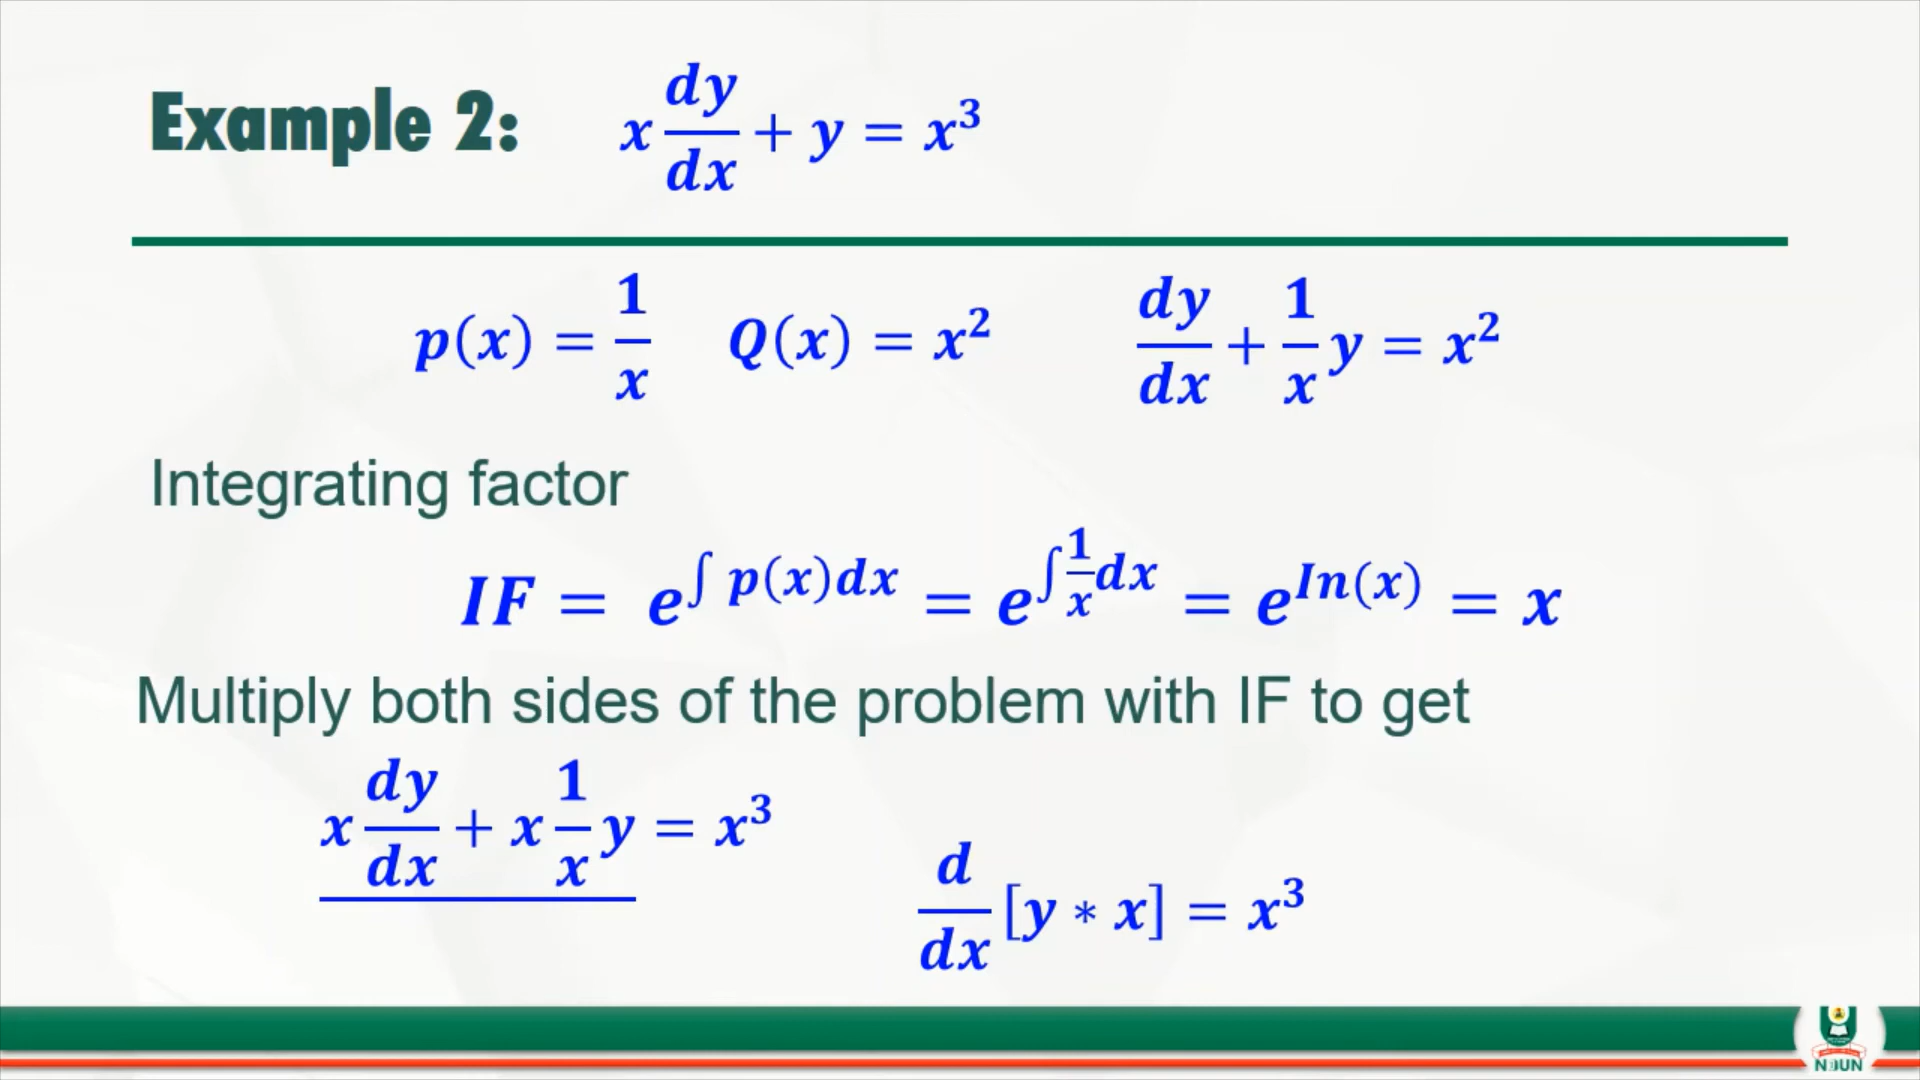 Example 2: x dy/dx + y = x³
p(x) = 1/x Q(x) = x² dy/dx + 1/x y = x²
Integrating factor
IF = e^{∫ p(x)dx} = e^{∫ 1/x dx} = e^{In(x)} = x
Multiply both sides of the problem with IF to get
x dy/dx + x 1/x y = x³
d/dx [y * x] = x³
NOUN